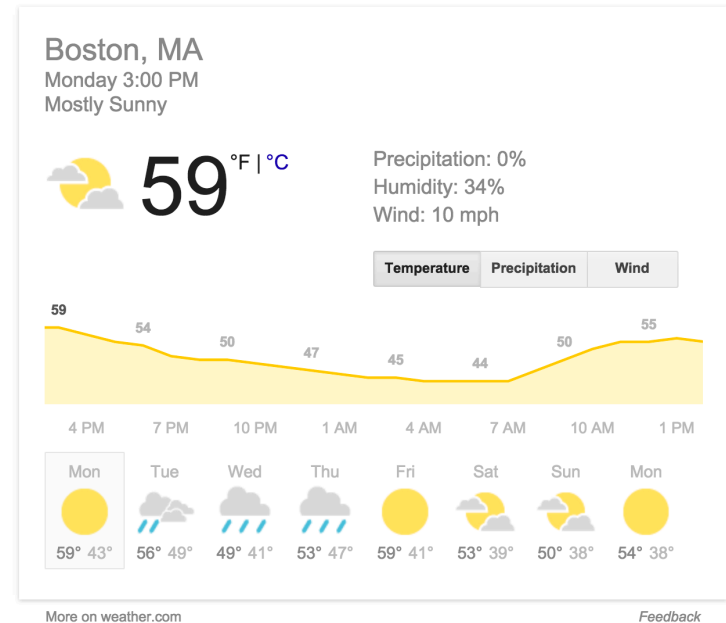 Boston, MA
Monday 3:00 PM
Mostly Sunny
59 °F | °C
Precipitation: 0%
Humidity: 34%
Wind: 10 mph
Temperature Precipitation Wind
59 54 50 47 45 44 50 55
4 PM 7 PM 10 PM 1 AM 4 AM 7 AM 10 AM 1 PM
Mon Tue Wed Thu Fri Sat Sun Mon
59° 43° 56° 49° 49° 41° 53° 47° 59° 41° 53° 39° 50° 38° 54° 38°
More on weather.com Feedback